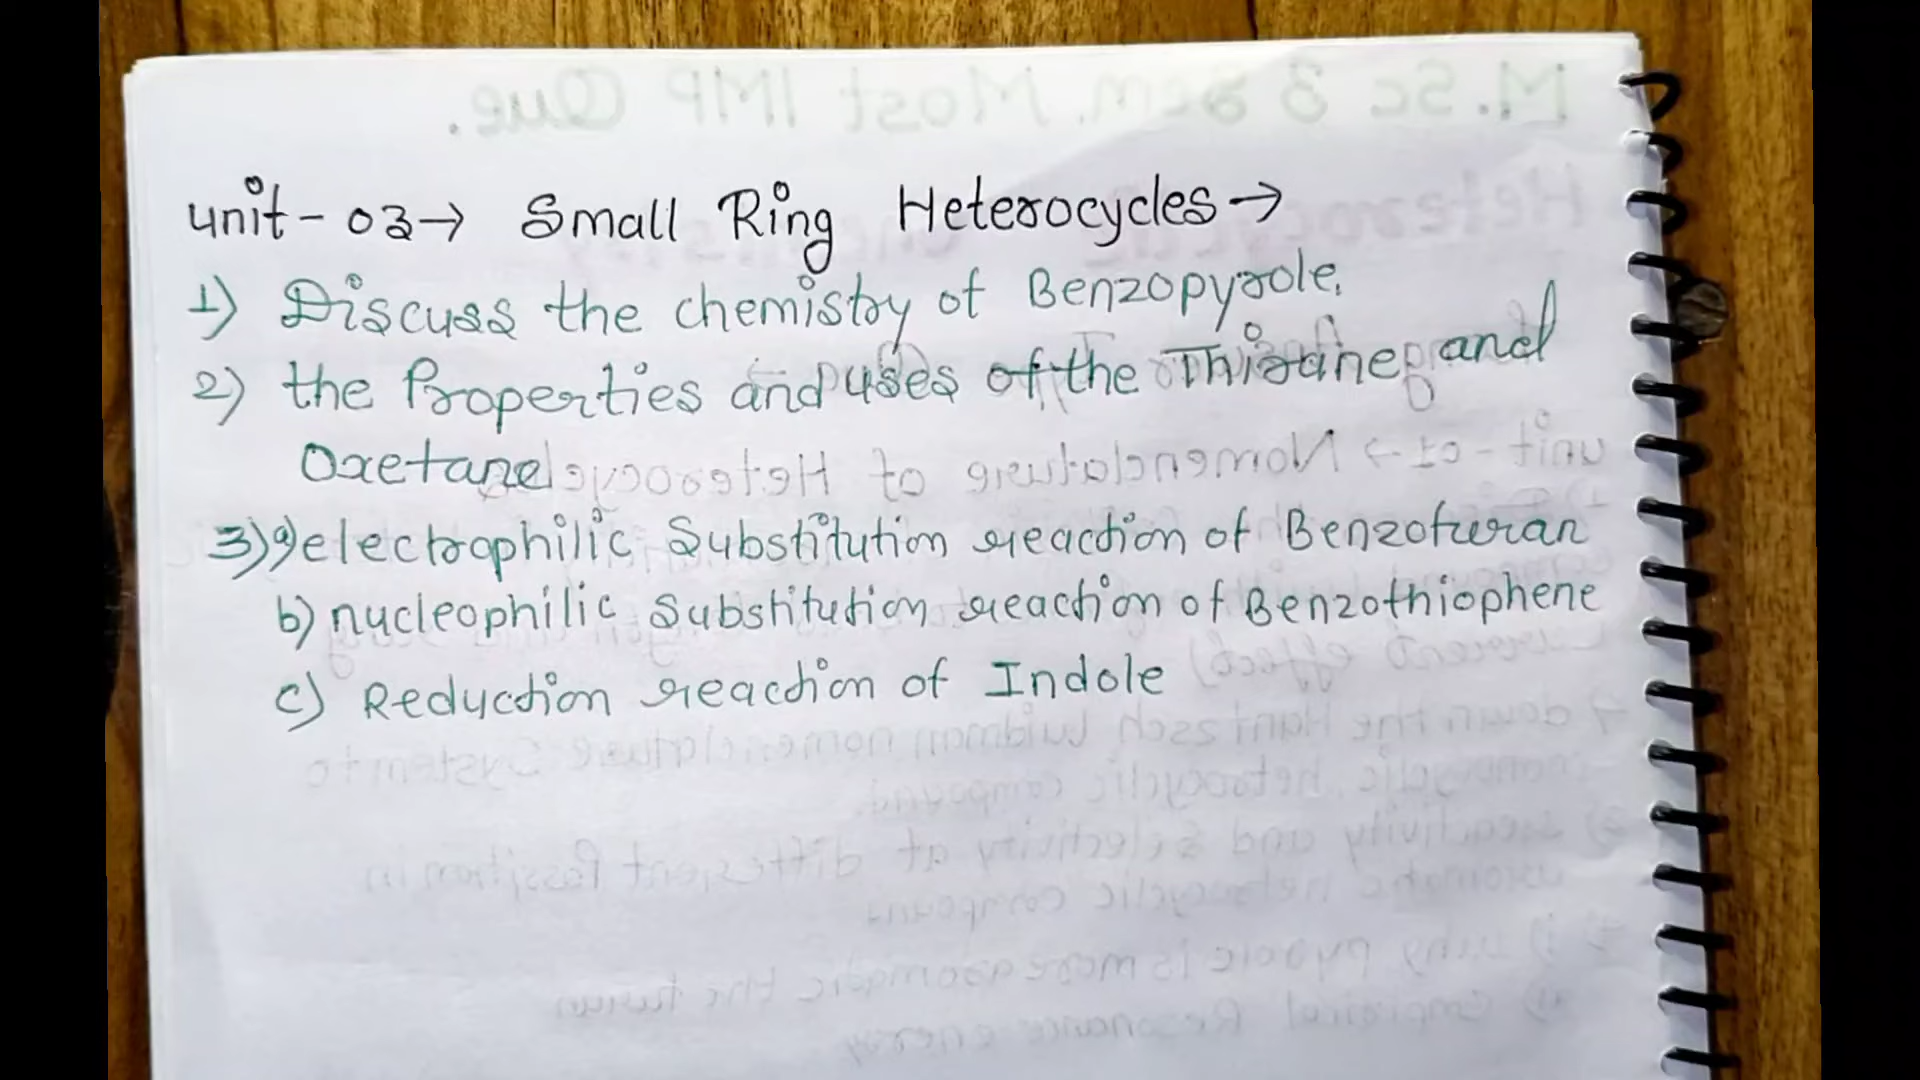 unit-03→ Small Ring Heterocycles→
1) Discuss the chemistry of Benzopyrole.
2) the Properties and uses of the Thirane and
Oxetane
3)a) electrophilic Substitution reaction of Benzofuran
b) nucleophilic Substitution reaction of Benzothiophene
c) Reduction reaction of Indole